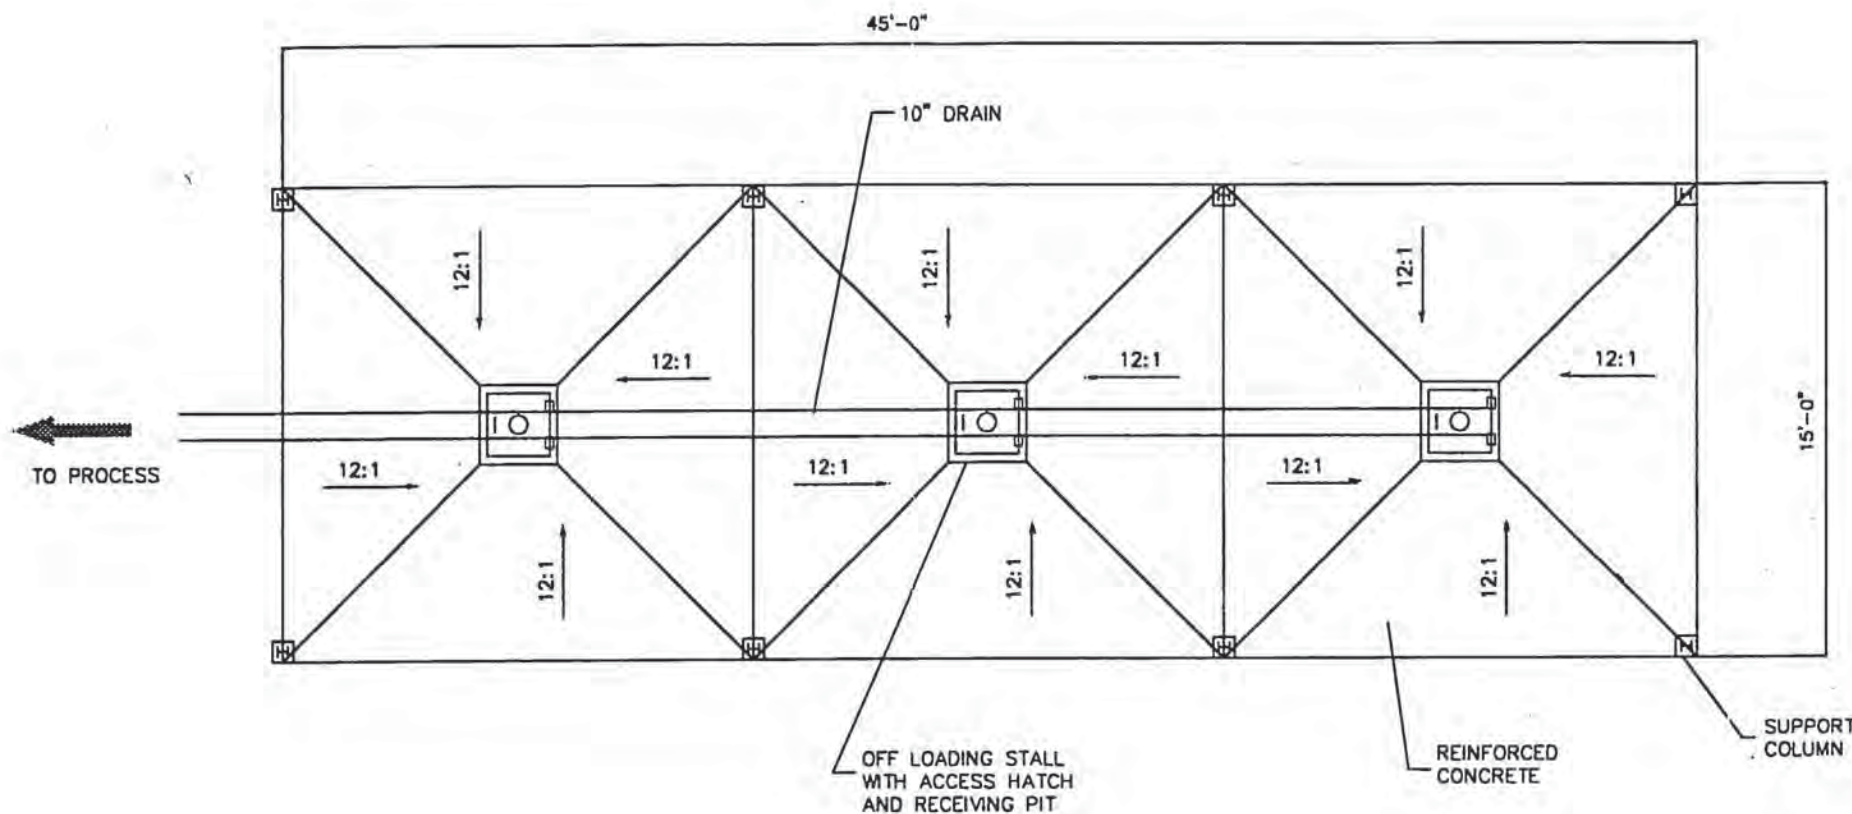 45'-0"
10" DRAIN
12:1
12:1
12:1
12:1
12:1
12:1
15'-0"
TO PROCESS
12:1
12:1
12:1
12:1
12:1
12:1
OFF LOADING STALL
WITH ACCESS HATCH
AND RECEIVING PIT
REINFORCED
CONCRETE
SUPPORT
COLUMN